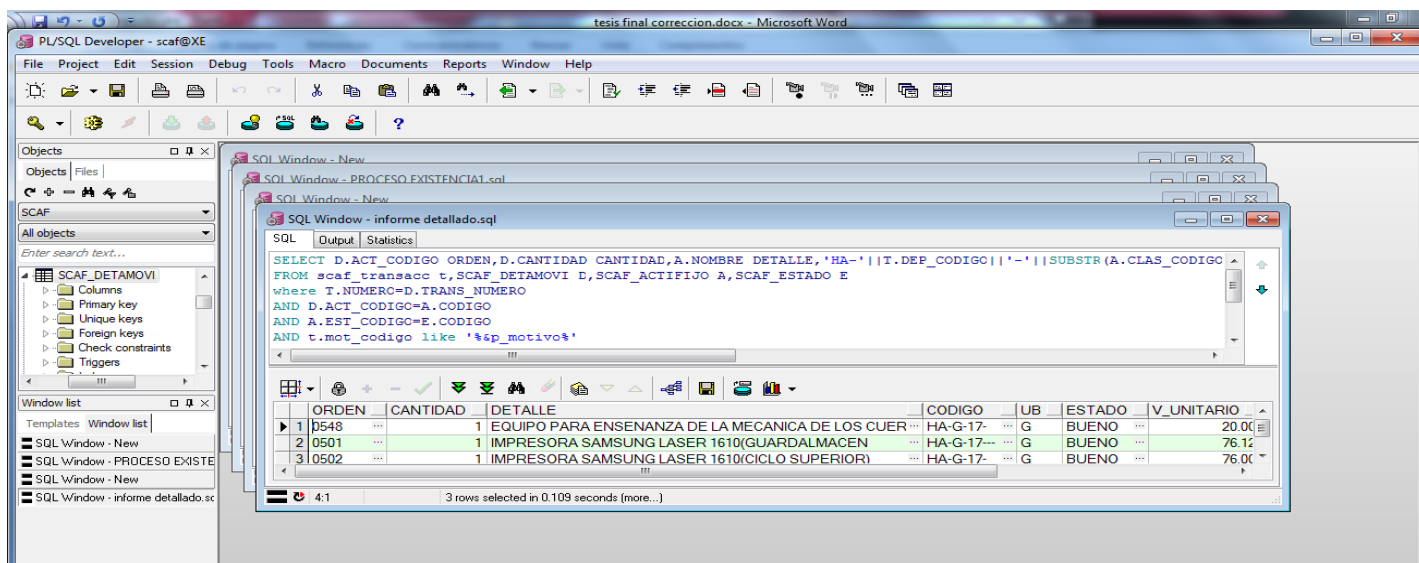 tesis final correccion.docx - Microsoft Word
PL/SQL Developer - scaf@XE
File Project Edit Session Debug Tools Macro Documents Reports Window Help
Objects
Objects Files
SCAF
All objects
Enter search text...
SCAF_DETAMOVI
Columns
Primary key
Unique keys
Foreign keys
Check constraints
Triggers
Window list
Templates Window list
SQL Window - New
SQL Window - PROCESO EXISTE
SQL Window - New
SQL Window - informe detallado.sc
SQL Window - New
SQL Window - PROCESO EXISTENCIA1.sql
SQL Window - New
SQL Window - informe detallado.sql
SQL Output Statistics
SELECT D.ACT_CODIGO ORDEN,D.CANTIDAD CANTIDAD,A.NOMBRE DETALLE,'HA-'||T.DEP_CODIGO||'-'||SUBSTR(A.CLAS_CODIGO
FROM scaf_transacc t,SCAF_DETAMOVI D,SCAF_ACTIFIJO A,SCAF_ESTADO E
where T.NUMERO=D.TRANS_NUMERO
AND D.ACT_CODIGO=A.CODIGO
AND A.EST_CODIGO=E.CODIGO
AND t.mot_codigo like '%&p_motivo%'
ORDEN CANTIDAD DETALLE CODIGO UB ESTADO V_UNITARIO
1 0548 ... 1 EQUIPO PARA ENSENANZA DE LA MECANICA DE LOS CUER ... HA-G-17- ... G BUENO ... 20.00
2 0501 ... 1 IMPRESORA SAMSUNG LASER 1610(GUARDALMACEN ... HA-G-17--- ... G BUENO ... 76.12
3 0502 ... 1 IMPRESORA SAMSUNG LASER 1610(CICLO SUPERIOR) ... HA-G-17- ... G BUENO ... 76.00
4:1 3 rows selected in 0.109 seconds (more...)